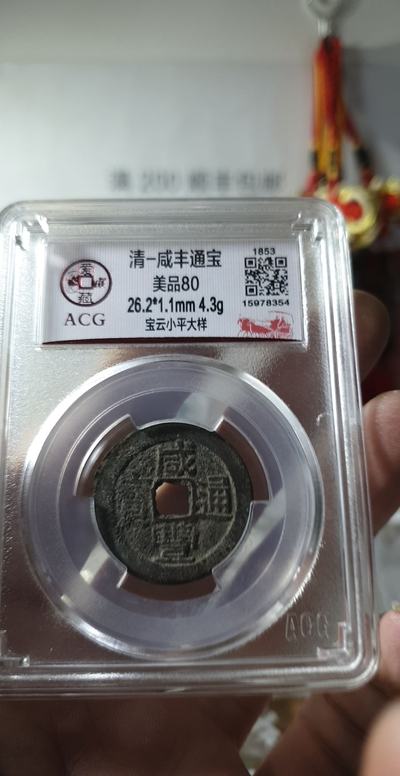 清-咸丰通宝
美品80
26.2*1.1mm 4.3g
宝云小平大样
ACG
1853
15978354
咸
豐
通
ACG